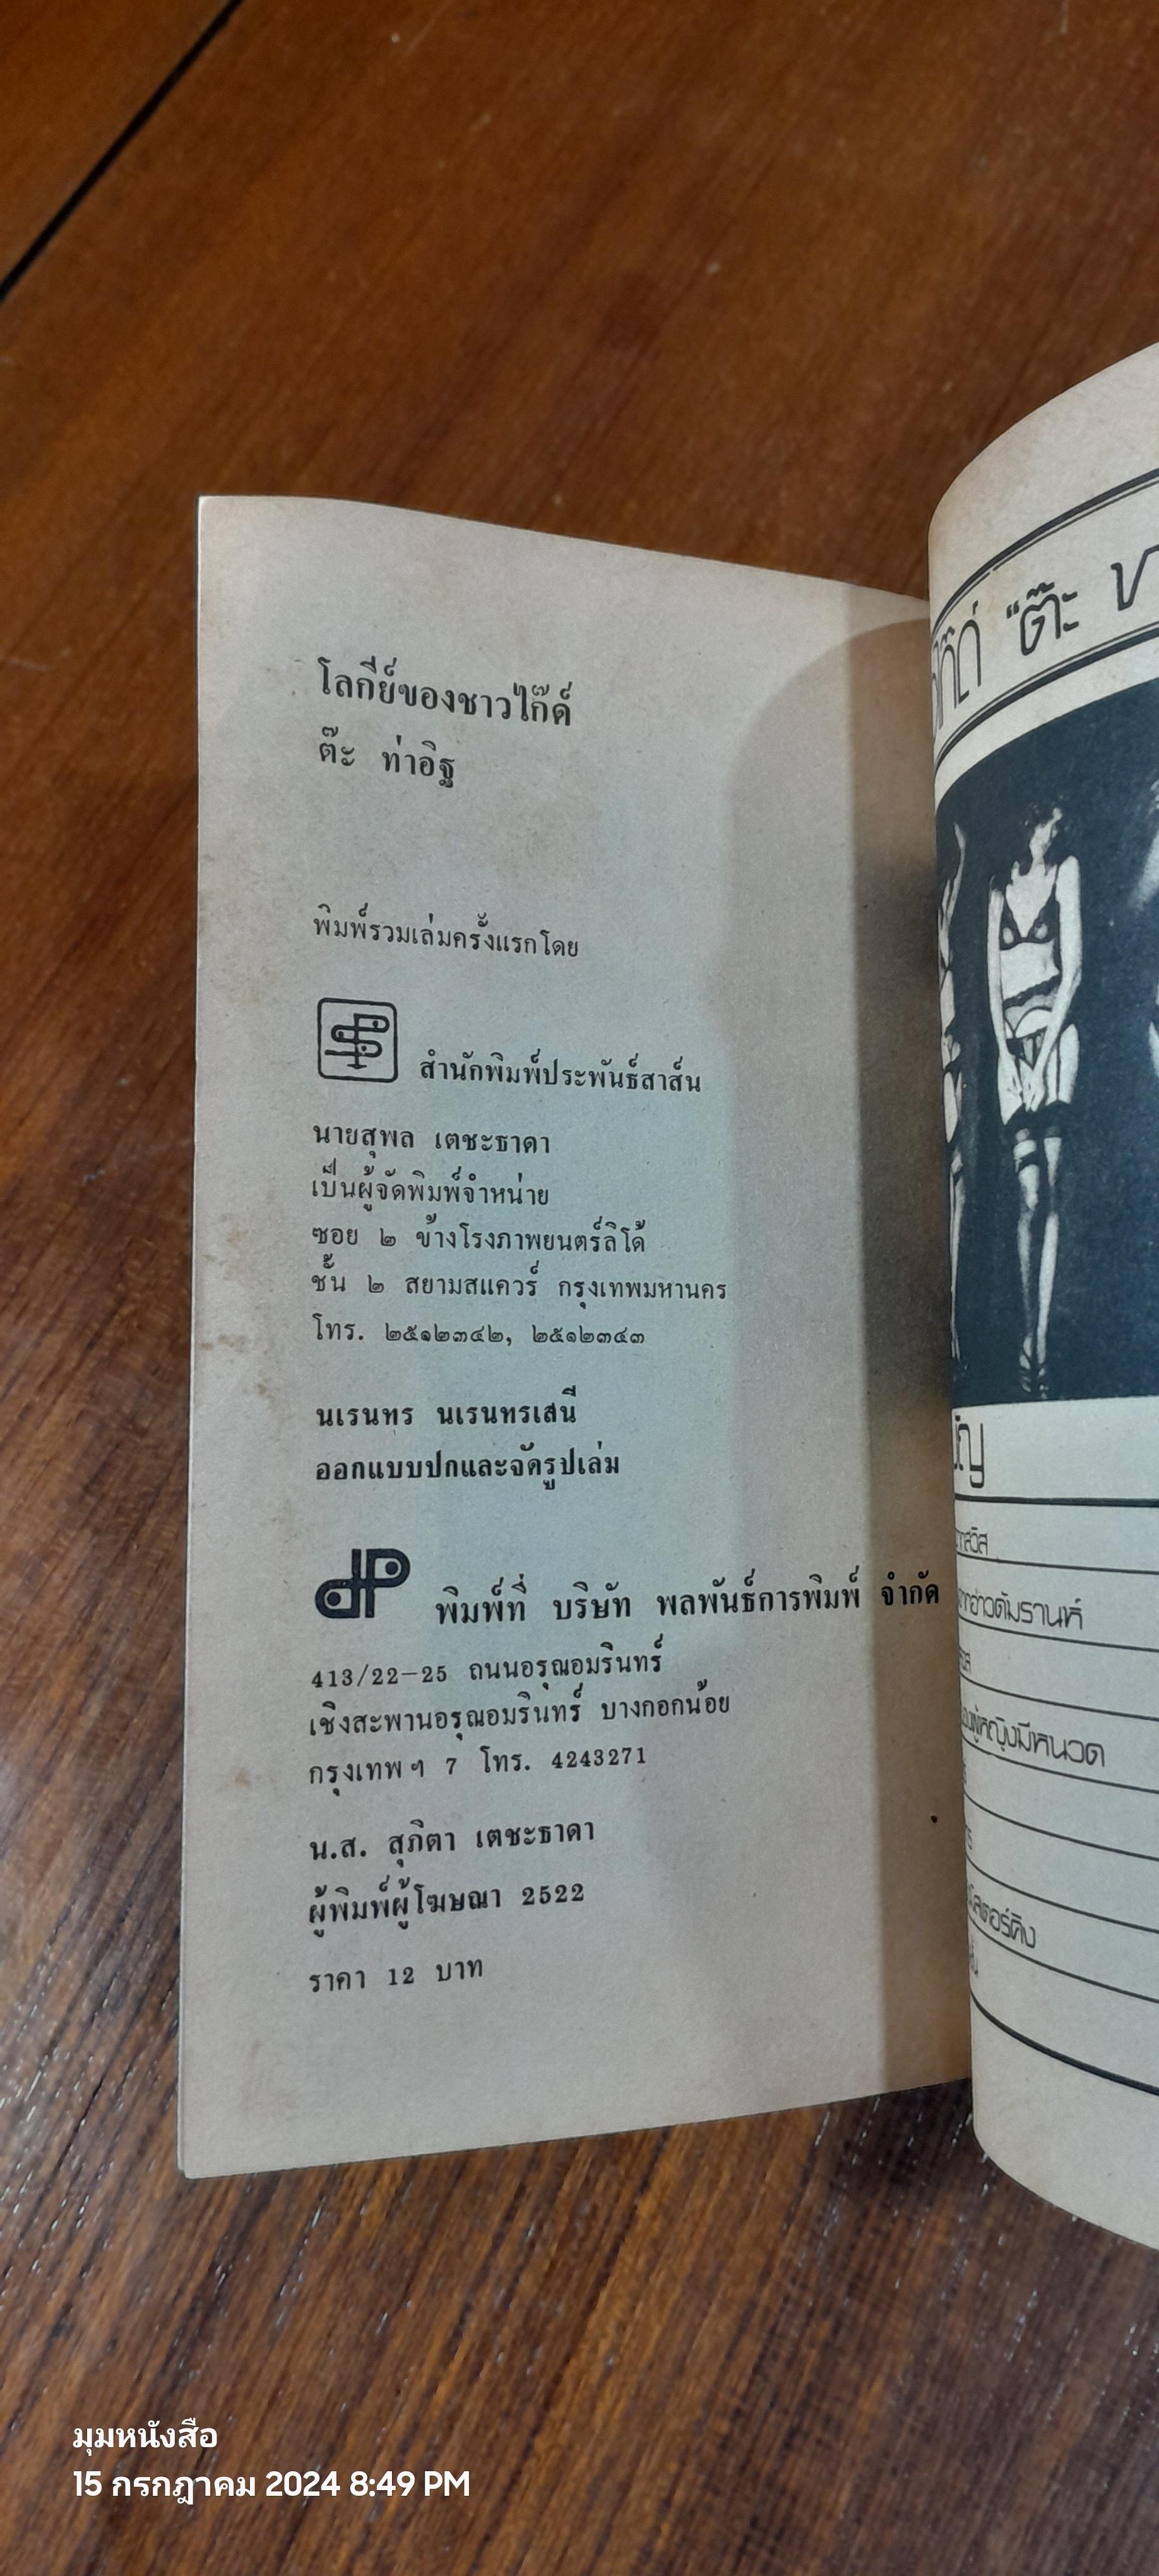 โลกีย์ของชาวไก๊ด์
ต๊ะ ท่าอิฐ
พิมพ์รวมเล่มครั้งแรกโดย
สำนักพิมพ์ประพันธ์สาส์น
นายสุพล เตชะธาดา
เป็นผู้จัดพิมพ์จำหน่าย
ซอย ๒ ข้างโรงภาพยนตร์ลิโด้
ชั้น ๒ สยามสแควร์ กรุงเทพมหานคร
โทร. ๒๕๑๒๓๔๒, ๒๕๑๒๓๔๓
นเรนทร นเรนทรเสนี
ออกแบบปกและจัดรูปเล่ม
พิมพ์ที่ บริษัท พลพันธ์การพิมพ์ จำกัด
413/22-25 ถนนอรุณอมรินทร์
เชิงสะพานอรุณอมรินทร์ บางกอกน้อย
กรุงเทพฯ 7 โทร. 4243271
น.ส. สุภิตา เตชะธาดา
ผู้พิมพ์ผู้โฆษณา 2522
ราคา 12 บาท
"ต๊ะ
มุมหนังสือ
15 กรกฎาคม 2024 8:49 PM